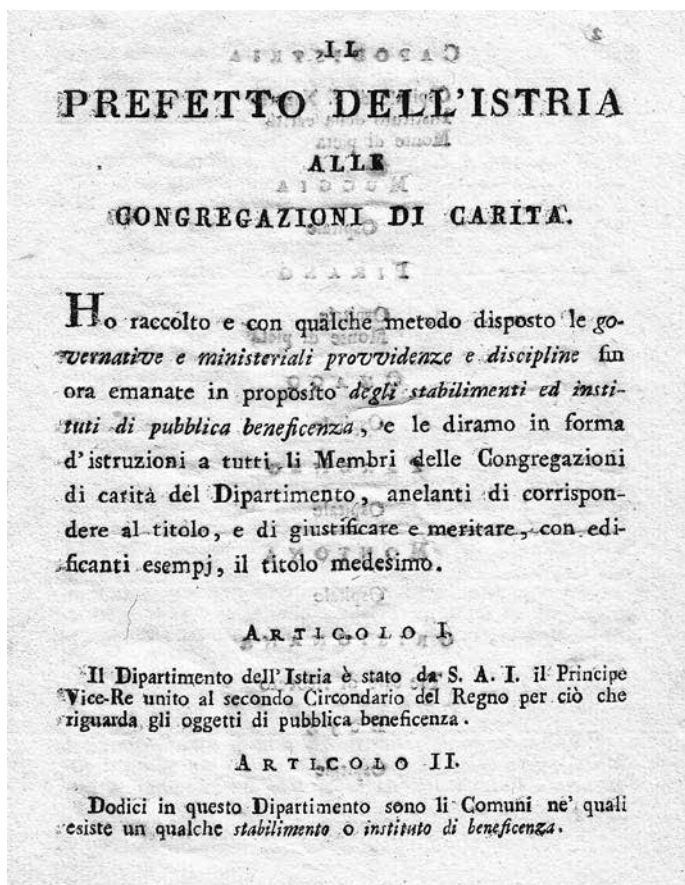 2
IL
PREFETTO DELL'ISTRIA
ALLE
CONGREGAZIONI DI CARITA'.
Ho raccolto e con qualche metodo disposto le go-
vernative e ministeriali provvidenze e discipline fin
ora emanate in proposito degli stabilimenti ed insti-
tuti di pubblica beneficenza, e le diramo in forma
d'istruzioni a tutti li Membri delle Congregazioni
di carità del Dipartimento, anelanti di corrispon-
dere al titolo, e di giustificare e meritare, con edi-
ficanti esempj, il titolo medesimo.
ARTICOLO I.
Il Dipartimento dell'Istria è stato da S. A. I. il Principe
Vice-Re unito al secondo Circondario del Regno per ciò che
riguarda gli oggetti di pubblica beneficenza.
ARTICOLO II.
Dodici in questo Dipartimento sono li Comuni ne' quali
esiste un qualche stabilimento o instituto di beneficenza.